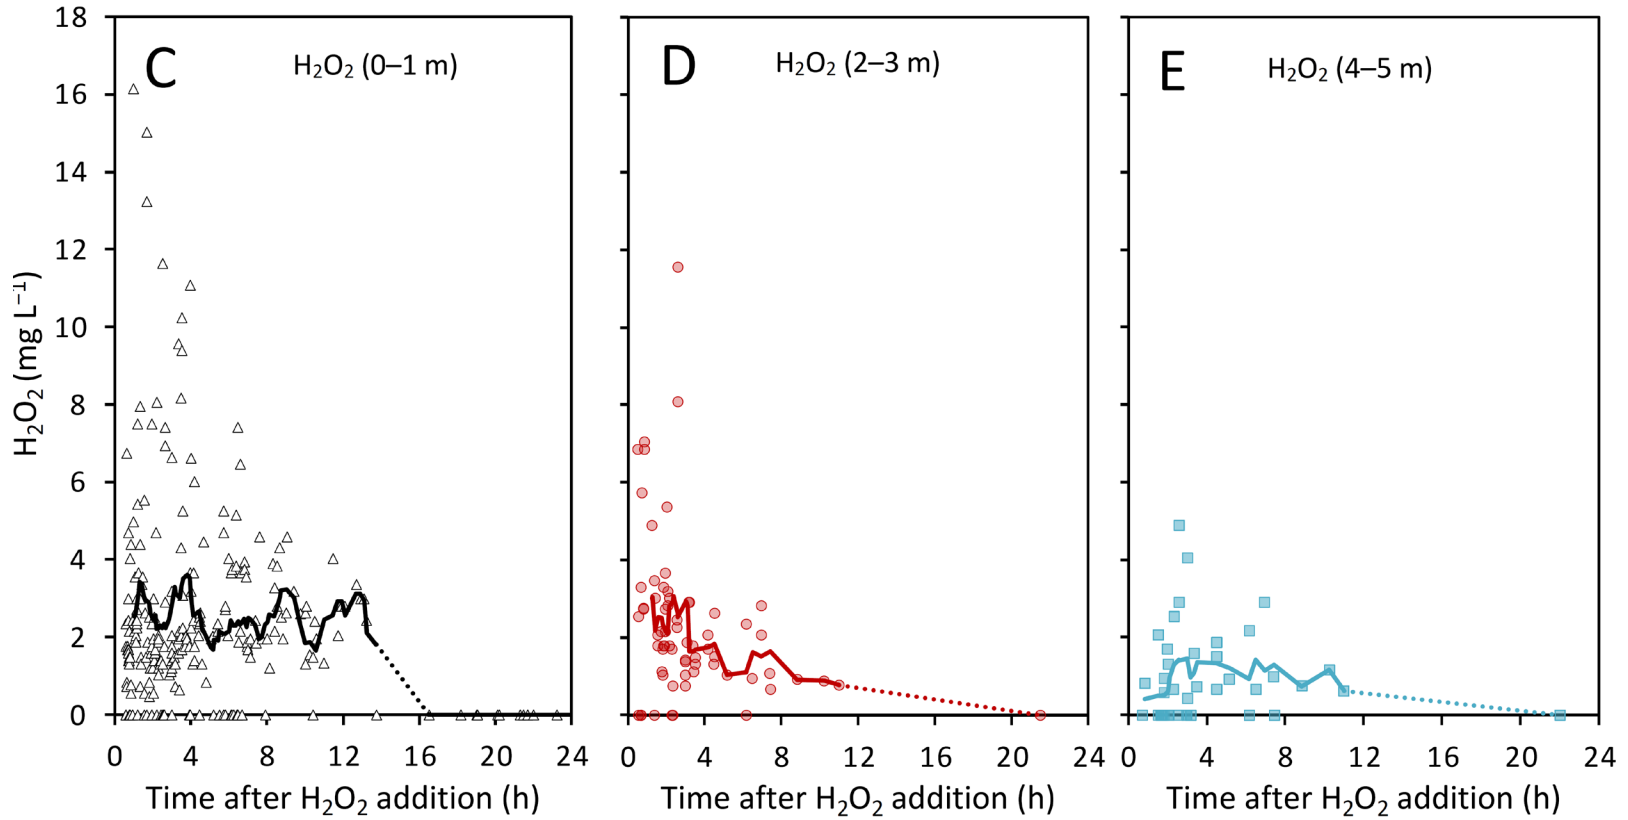 C H₂O₂ (0–1 m)
D H₂O₂ (2–3 m)
E H₂O₂ (4–5 m)
H₂O₂ (mg L⁻¹)
18
16
14
12
10
8
6
4
2
0
0 4 8 12 16 20 24
0 4 8 12 16 20 24
0 4 8 12 16 20 24
Time after H₂O₂ addition (h)
Time after H₂O₂ addition (h)
Time after H₂O₂ addition (h)